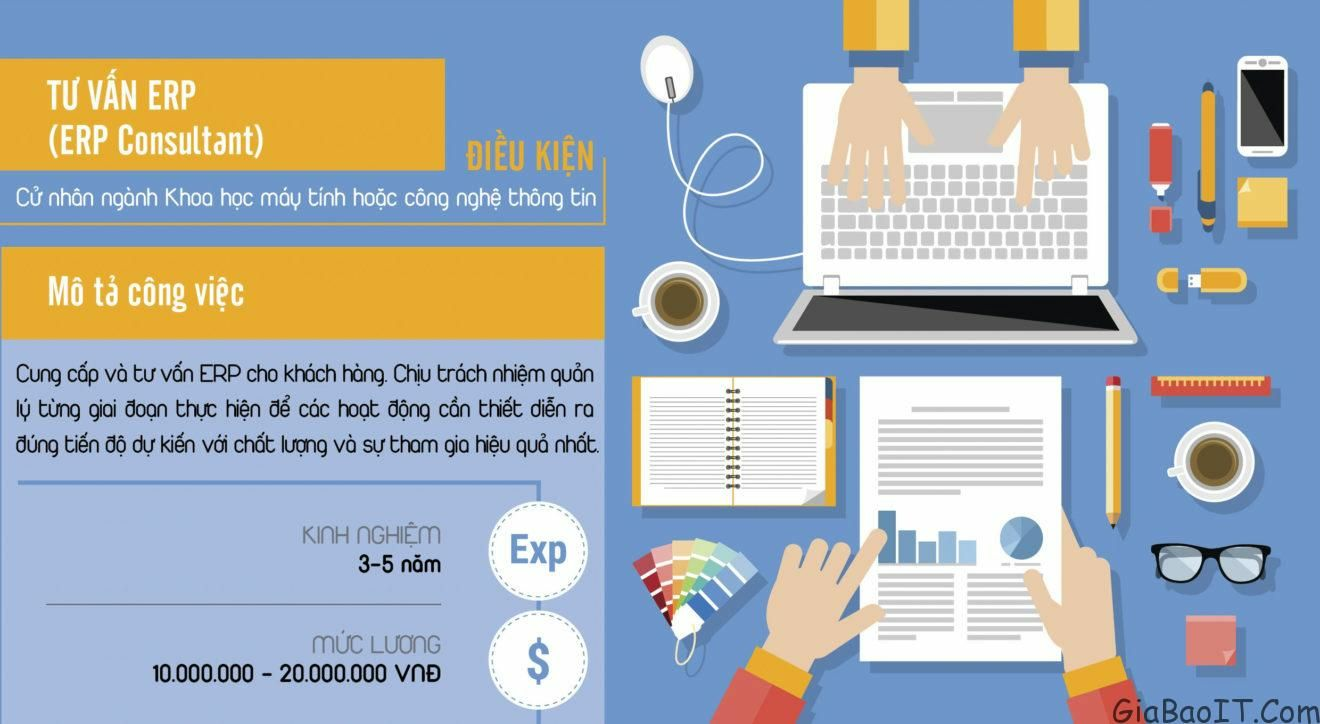 TƯ VẤN ERP
(ERP Consultant)
ĐIỀU KIỆN
Cử nhân ngành Khoa học máy tính hoặc công nghệ thông tin
Mô tả công việc
Cung cấp và tư vấn ERP cho khách hàng. Chịu trách nhiệm quản
lý từng giai đoạn thực hiện để các hoạt động cần thiết diễn ra
đúng tiến độ dự kiến với chất lượng và sự tham gia hiệu quả nhất.
KINH NGHIỆM
3-5 năm
Exp
MỨC LƯƠNG
10.000.000 - 20.000.000 VNĐ
$
GiaBaoIT.Com